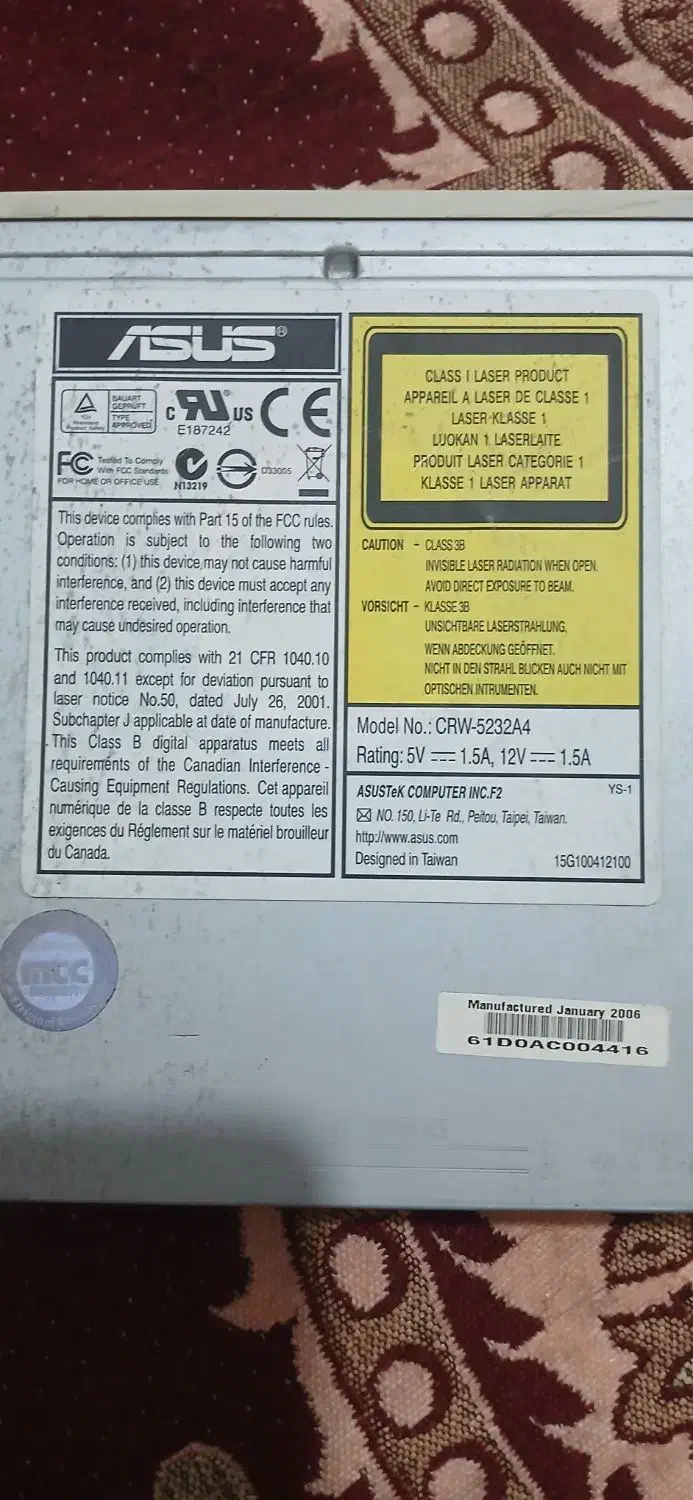 ASUS®
BAUART
GEPRÜFT
TYPE
APPROVED
TÜV
Rheinland
Product Safety
c RU® US
E187242
CE
FC Tested To Comply
With FCC Standards
FOR HOME OR OFFICE USE
N13219
D33005
This device complies with Part 15 of the FCC rules.
Operation is subject to the following two
conditions: (1) this device may not cause harmful
interference, and (2) this device must accept any
interference received, including interference that
may cause undesired operation.
This product complies with 21 CFR 1040.10
and 1040.11 except for deviation pursuant to
laser notice No.50, dated July 26, 2001.
Subchapter J applicable at date of manufacture.
This Class B digital apparatus meets all
requirements of the Canadian Interference -
Causing Equipment Regulations. Cet appareil
numérique de la classe B respecte toutes les
exigences du Réglement sur le matériel brouilleur
du Canada.
CLASS I LASER PRODUCT
APPAREIL A LASER DE CLASSE 1
LASER KLASSE 1
LUOKAN 1 LASERLAITE
PRODUIT LASER CATEGORIE 1
KLASSE 1 LASER APPARAT
CAUTION - CLASS 3B
INVISIBLE LASER RADIATION WHEN OPEN.
AVOID DIRECT EXPOSURE TO BEAM.
VORSICHT - KLASSE 3B
UNSICHTBARE LASERSTRAHLUNG,
WENN ABDECKUNG GEÖFFNET.
NICHT IN DEN STRAHL BLICKEN AUCH NICHT MIT
OPTISCHEN INTRUMENTEN.
Model No.: CRW-5232A4
Rating: 5V 1.5A, 12V 1.5A
ASUSTeK COMPUTER INC.F2 YS-1
NO. 150, Li-Te Rd., Peitou, Taipei, Taiwan.
http://www.asus.com
Designed in Taiwan 15G100412100
mtc
Original
Manufactured January 2006
61D0AC004416